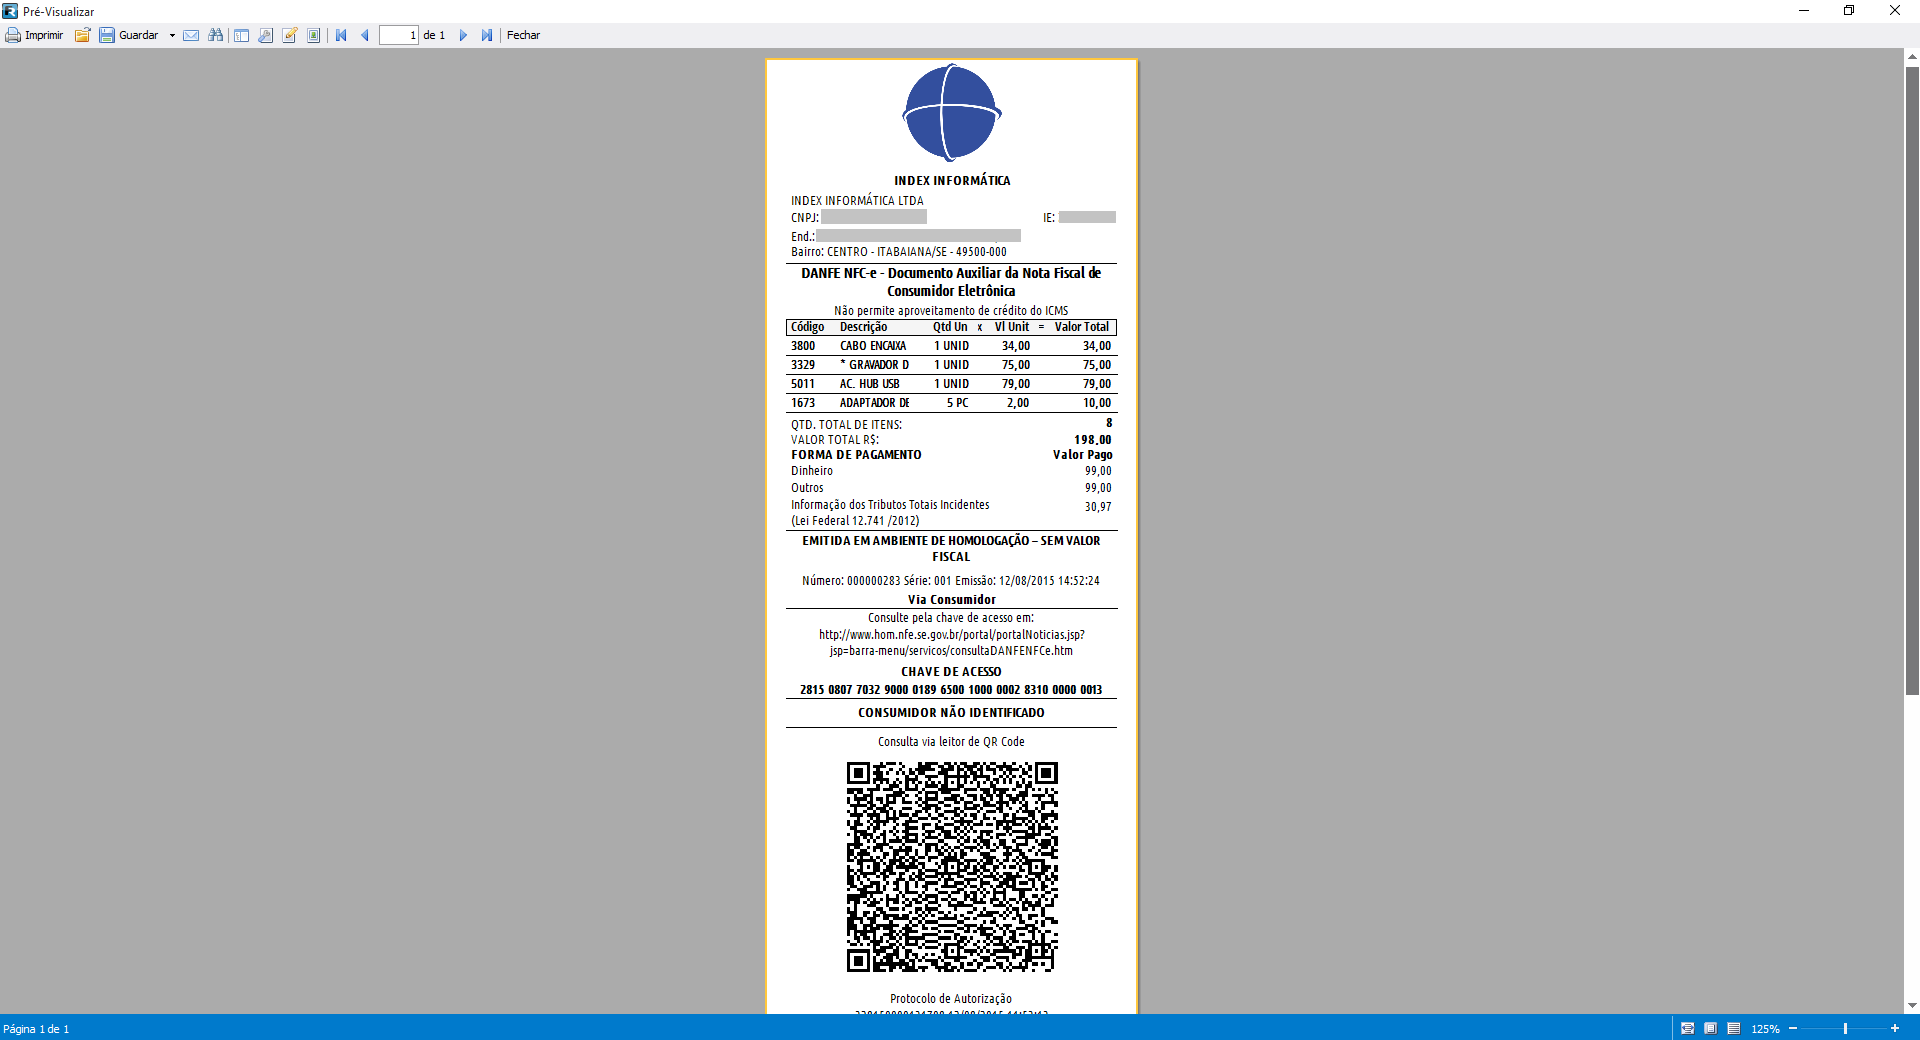 Pré-Visualizar
Imprimir Guardar 1 de 1 Fechar
INDEX INFORMÁTICA
INDEX INFORMÁTICA LTDA
CNPJ: IE:
End.:
Bairro: CENTRO - ITABAIANA/SE - 49500-000
DANFE NFC-e - Documento Auxiliar da Nota Fiscal de
Consumidor Eletrônica
Não permite aproveitamento de crédito do ICMS
Código Descrição Qtd Un x Vl Unit = Valor Total
3800 CABO ENCAIXA 1 UNID 34,00 34,00
3329 * GRAVADOR D 1 UNID 75,00 75,00
5011 AC. HUB USB 1 UNID 79,00 79,00
1673 ADAPTADOR DE 5 PC 2,00 10,00
QTD. TOTAL DE ITENS: 8
VALOR TOTAL R$: 198,00
FORMA DE PAGAMENTO Valor Pago
Dinheiro 99,00
Outros 99,00
Informação dos Tributos Totais Incidentes 30,97
(Lei Federal 12.741 /2012)
EMITIDA EM AMBIENTE DE HOMOLOGAÇÃO – SEM VALOR
FISCAL
Número: 000000283 Série: 001 Emissão: 12/08/2015 14:52:24
Via Consumidor
Consulte pela chave de acesso em:
http://www.hom.nfe.se.gov.br/portal/portalNoticias.jsp?
jsp=barra-menu/servicos/consultaDANFENFCe.htm
CHAVE DE ACESSO
2815 0807 7032 9000 0189 6500 1000 0002 8310 0000 0013
CONSUMIDOR NÃO IDENTIFICADO
Consulta via leitor de QR Code
Protocolo de Autorização
Página 1 de 1 125%